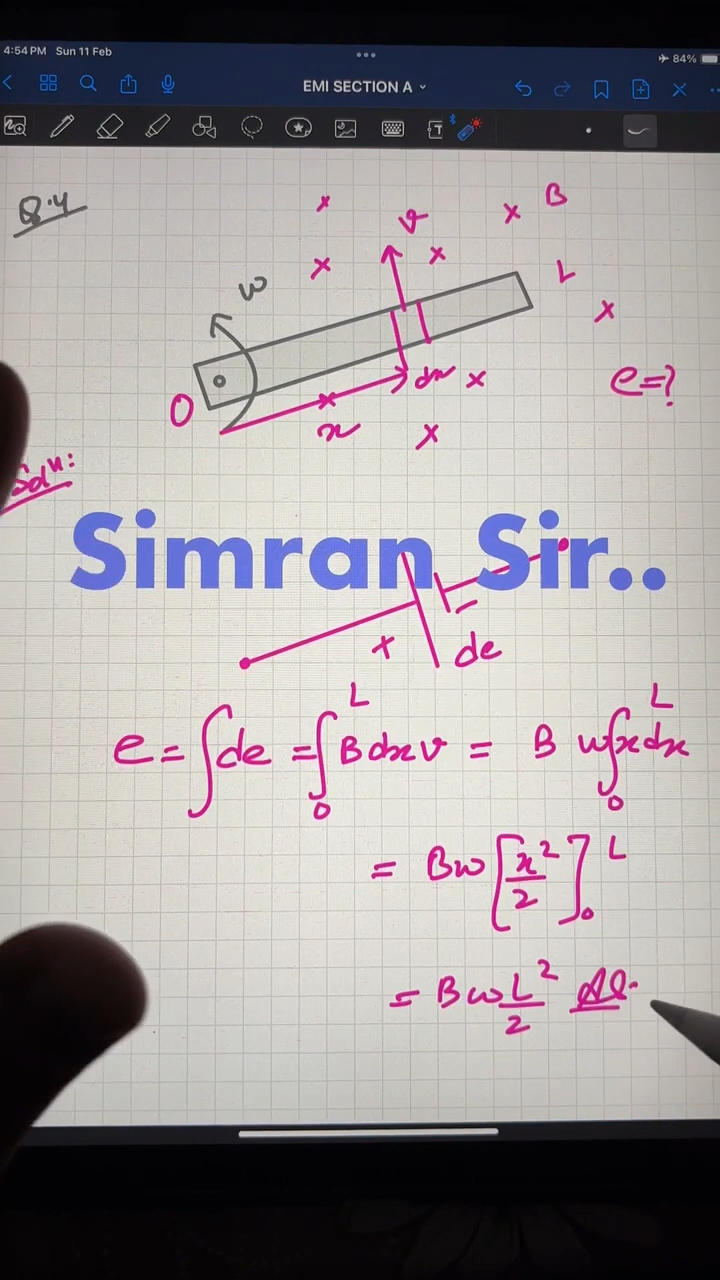 4:54 PM Sun 11 Feb
84%
EMI SECTION A
Q.4
x
v
x
B
x
x
L
ω
x
O
dx
x
e=?
x
x
x
Solⁿ:
Simran Sir..
+
-
de
e = ∫de = ∫₀ᴸ B dx v = B ω∫₀ᴸ x dx
= Bω [x²/2]₀ᴸ
= BωL²/2